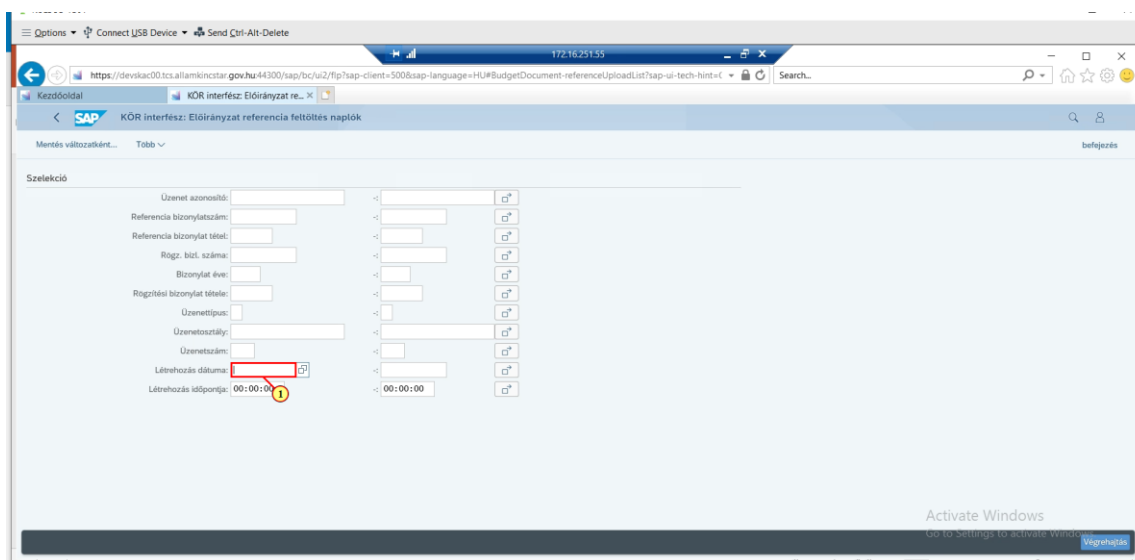 Options Connect USB Device Send Ctrl-Alt-Delete
172.16.251.55
https://devskac00.tcs.allamkincstar.gov.hu:44300/sap/bc/ui2/flp?sap-client=500&sap-language=HU#BudgetDocument-referenceUploadList?sap-ui-tech-hint=( Search...
Kezdőoldal KÖR interfész: Előirányzat re...
SAP KÖR interfész: Előirányzat referencia feltöltés naplók
Mentés változatként... Több befejezés
Szelekció
Üzenet azonosító: -:
Referencia bizonylatszám: -:
Referencia bizonylat tétel: -:
Rögz. bizl. száma: -:
Bizonylat éve: -:
Rögzítési bizonylat tétele: -:
Üzenettípus: -:
Üzenetosztály: -:
Üzenetszám: -:
Létrehozás dátuma: -:
Létrehozás időpontja: 00:00:00 -: 00:00:00
1
Activate Windows
Go to Settings to activate Windows
Végrehajtás